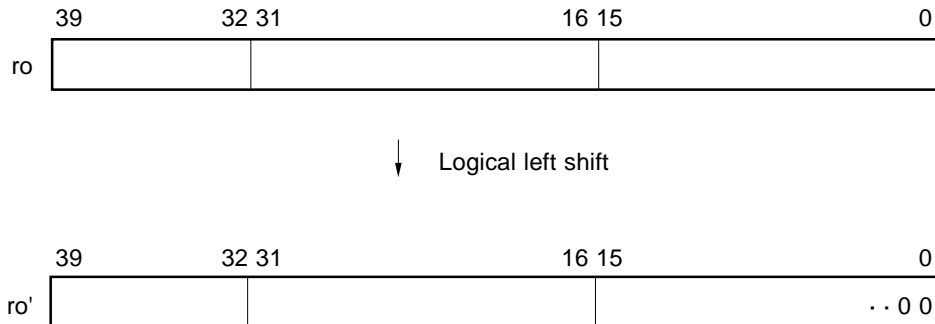 39 32 31 16 15 0
ro
Logical left shift
39 32 31 16 15 0
ro' · · 0 0